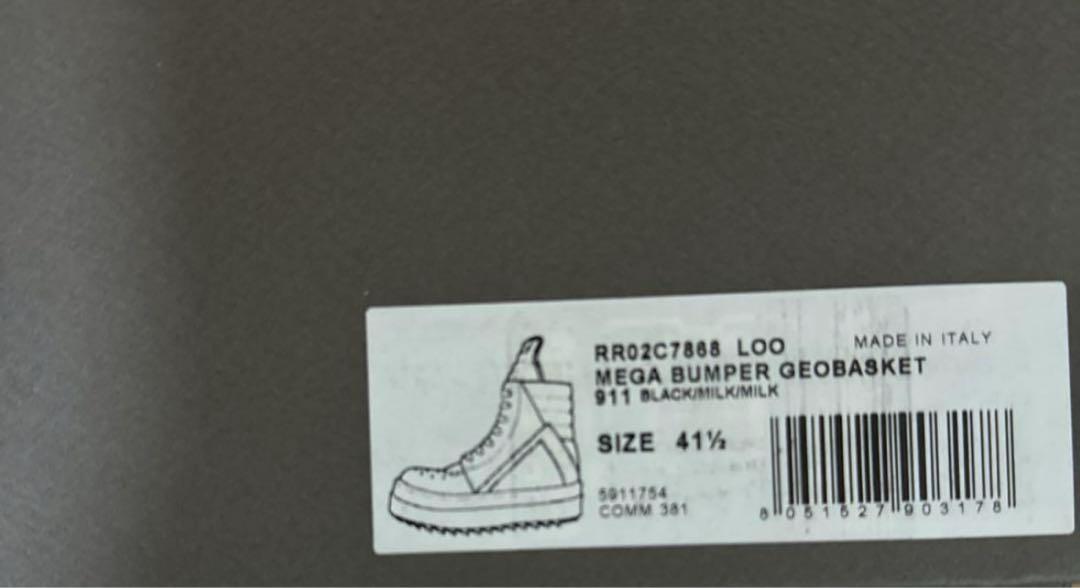 RR02C7868 LOO
MADE IN ITALY
MEGA BUMPER GEOBASKET
911 BLACK/MILK/MILK
SIZE 41½
5911754
COMM 381
8 051527 903178